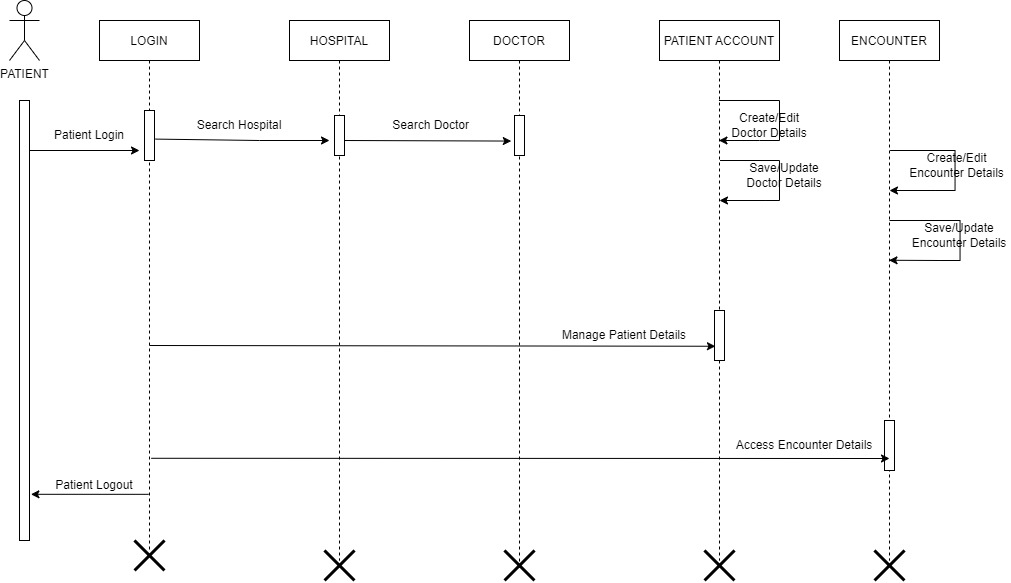 LOGIN
HOSPITAL
DOCTOR
PATIENT ACCOUNT
ENCOUNTER
PATIENT
Patient Login
Search Hospital
Search Doctor
Create/Edit
Doctor Details
Save/Update
Doctor Details
Create/Edit
Encounter Details
Save/Update
Encounter Details
Manage Patient Details
Access Encounter Details
Patient Logout